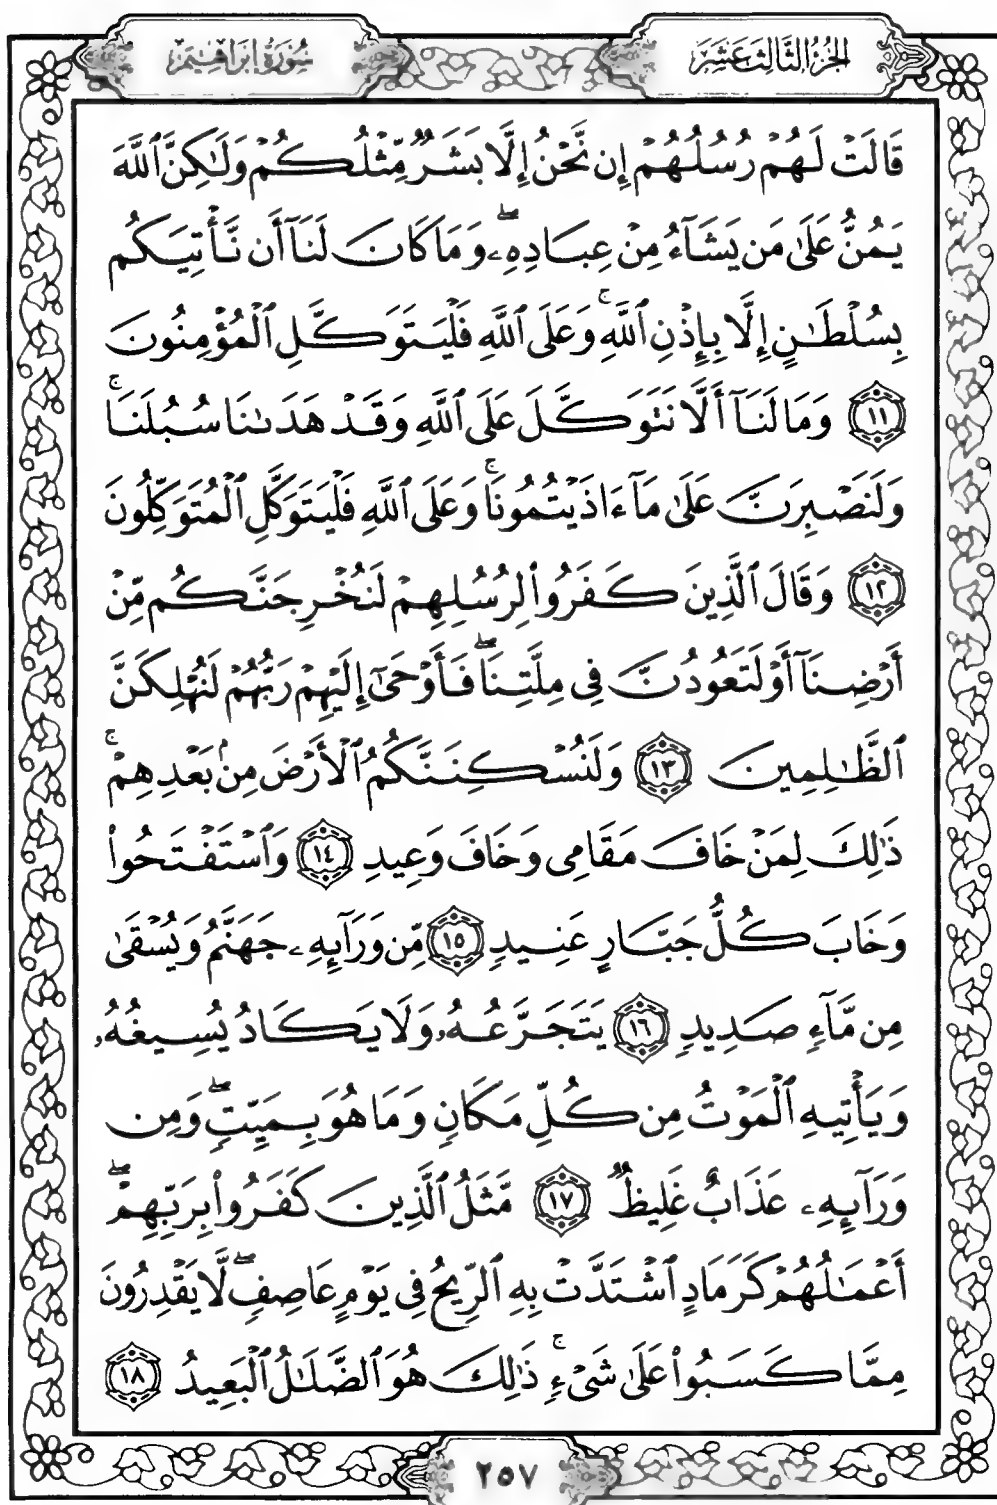 الجزء الثالث عشر
سورة إبراهيم
قَالَتْ لَهُمْ رُسُلُهُمْ إِن نَّحْنُ إِلَّا بَشَرٌ مِّثْلُكُمْ وَلَٰكِنَّ ٱللَّهَ
يَمُنُّ عَلَىٰ مَن يَشَآءُ مِنْ عِبَادِهِۦۖ وَمَا كَانَ لَنَآ أَن نَّأْتِيَكُم
بِسُلْطَٰنٍ إِلَّا بِإِذْنِ ٱللَّهِۚ وَعَلَى ٱللَّهِ فَلْيَتَوَكَّلِ ٱلْمُؤْمِنُونَ
١١ وَمَا لَنَآ أَلَّا نَتَوَكَّلَ عَلَى ٱللَّهِ وَقَدْ هَدَىٰنَا سُبُلَنَاۚ
وَلَنَصْبِرَنَّ عَلَىٰ مَآ ءَاذَيْتُمُونَاۚ وَعَلَى ٱللَّهِ فَلْيَتَوَكَّلِ ٱلْمُتَوَكِّلُونَ
١٢ وَقَالَ ٱلَّذِينَ كَفَرُوا۟ لِرُسُلِهِمْ لَنُخْرِجَنَّكُم مِّنْ
أَرْضِنَآ أَوْ لَتَعُودُنَّ فِى مِلَّتِنَاۖ فَأَوْحَىٰٓ إِلَيْهِمْ رَبُّهُمْ لَنُهْلِكَنَّ
ٱلظَّٰلِمِينَ ١٣ وَلَنُسْكِنَنَّكُمُ ٱلْأَرْضَ مِنۢ بَعْدِهِمْۚ
ذَٰلِكَ لِمَنْ خَافَ مَقَامِى وَخَافَ وَعِيدِ ١٤ وَٱسْتَفْتَحُوا۟
وَخَابَ كُلُّ جَبَّارٍ عَنِيدٍ ١٥ مِّن وَرَآئِهِۦ جَهَنَّمُ وَيُسْقَىٰ
مِن مَّآءٍ صَدِيدٍ ١٦ يَتَجَرَّعُهُۥ وَلَا يَكَادُ يُسِيغُهُۥ
وَيَأْتِيهِ ٱلْمَوْتُ مِن كُلِّ مَكَانٍ وَمَا هُوَ بِمَيِّتٍۖ وَمِن
وَرَآئِهِۦ عَذَابٌ غَلِيظٌ ١٧ مَّثَلُ ٱلَّذِينَ كَفَرُوا۟ بِرَبِّهِمْۖ
أَعْمَٰلُهُمْ كَرَمَادٍ ٱشْتَدَّتْ بِهِ ٱلرِّيحُ فِى يَوْمٍ عَاصِفٍۖ لَّا يَقْدِرُونَ
مِمَّا كَسَبُوا۟ عَلَىٰ شَىْءٍۚ ذَٰلِكَ هُوَ ٱلضَّلَٰلُ ٱلْبَعِيدُ ١٨
٢٥٧